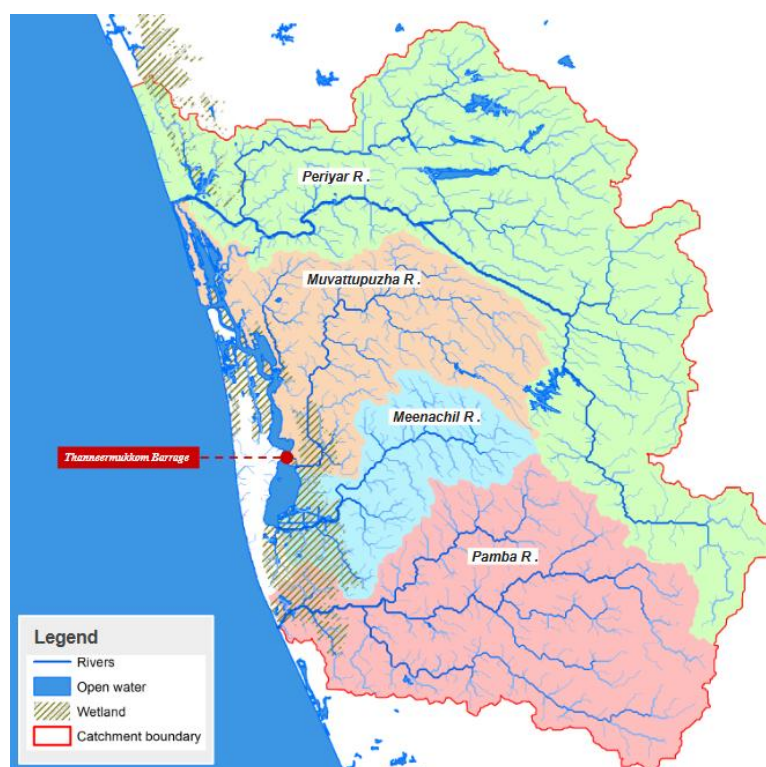 Periyar R .
Muvattupuzha R .
Meenachil R .
Thanneermukkom Barrage
Pamba R .
Legend
Rivers
Open water
Wetland
Catchment boundary